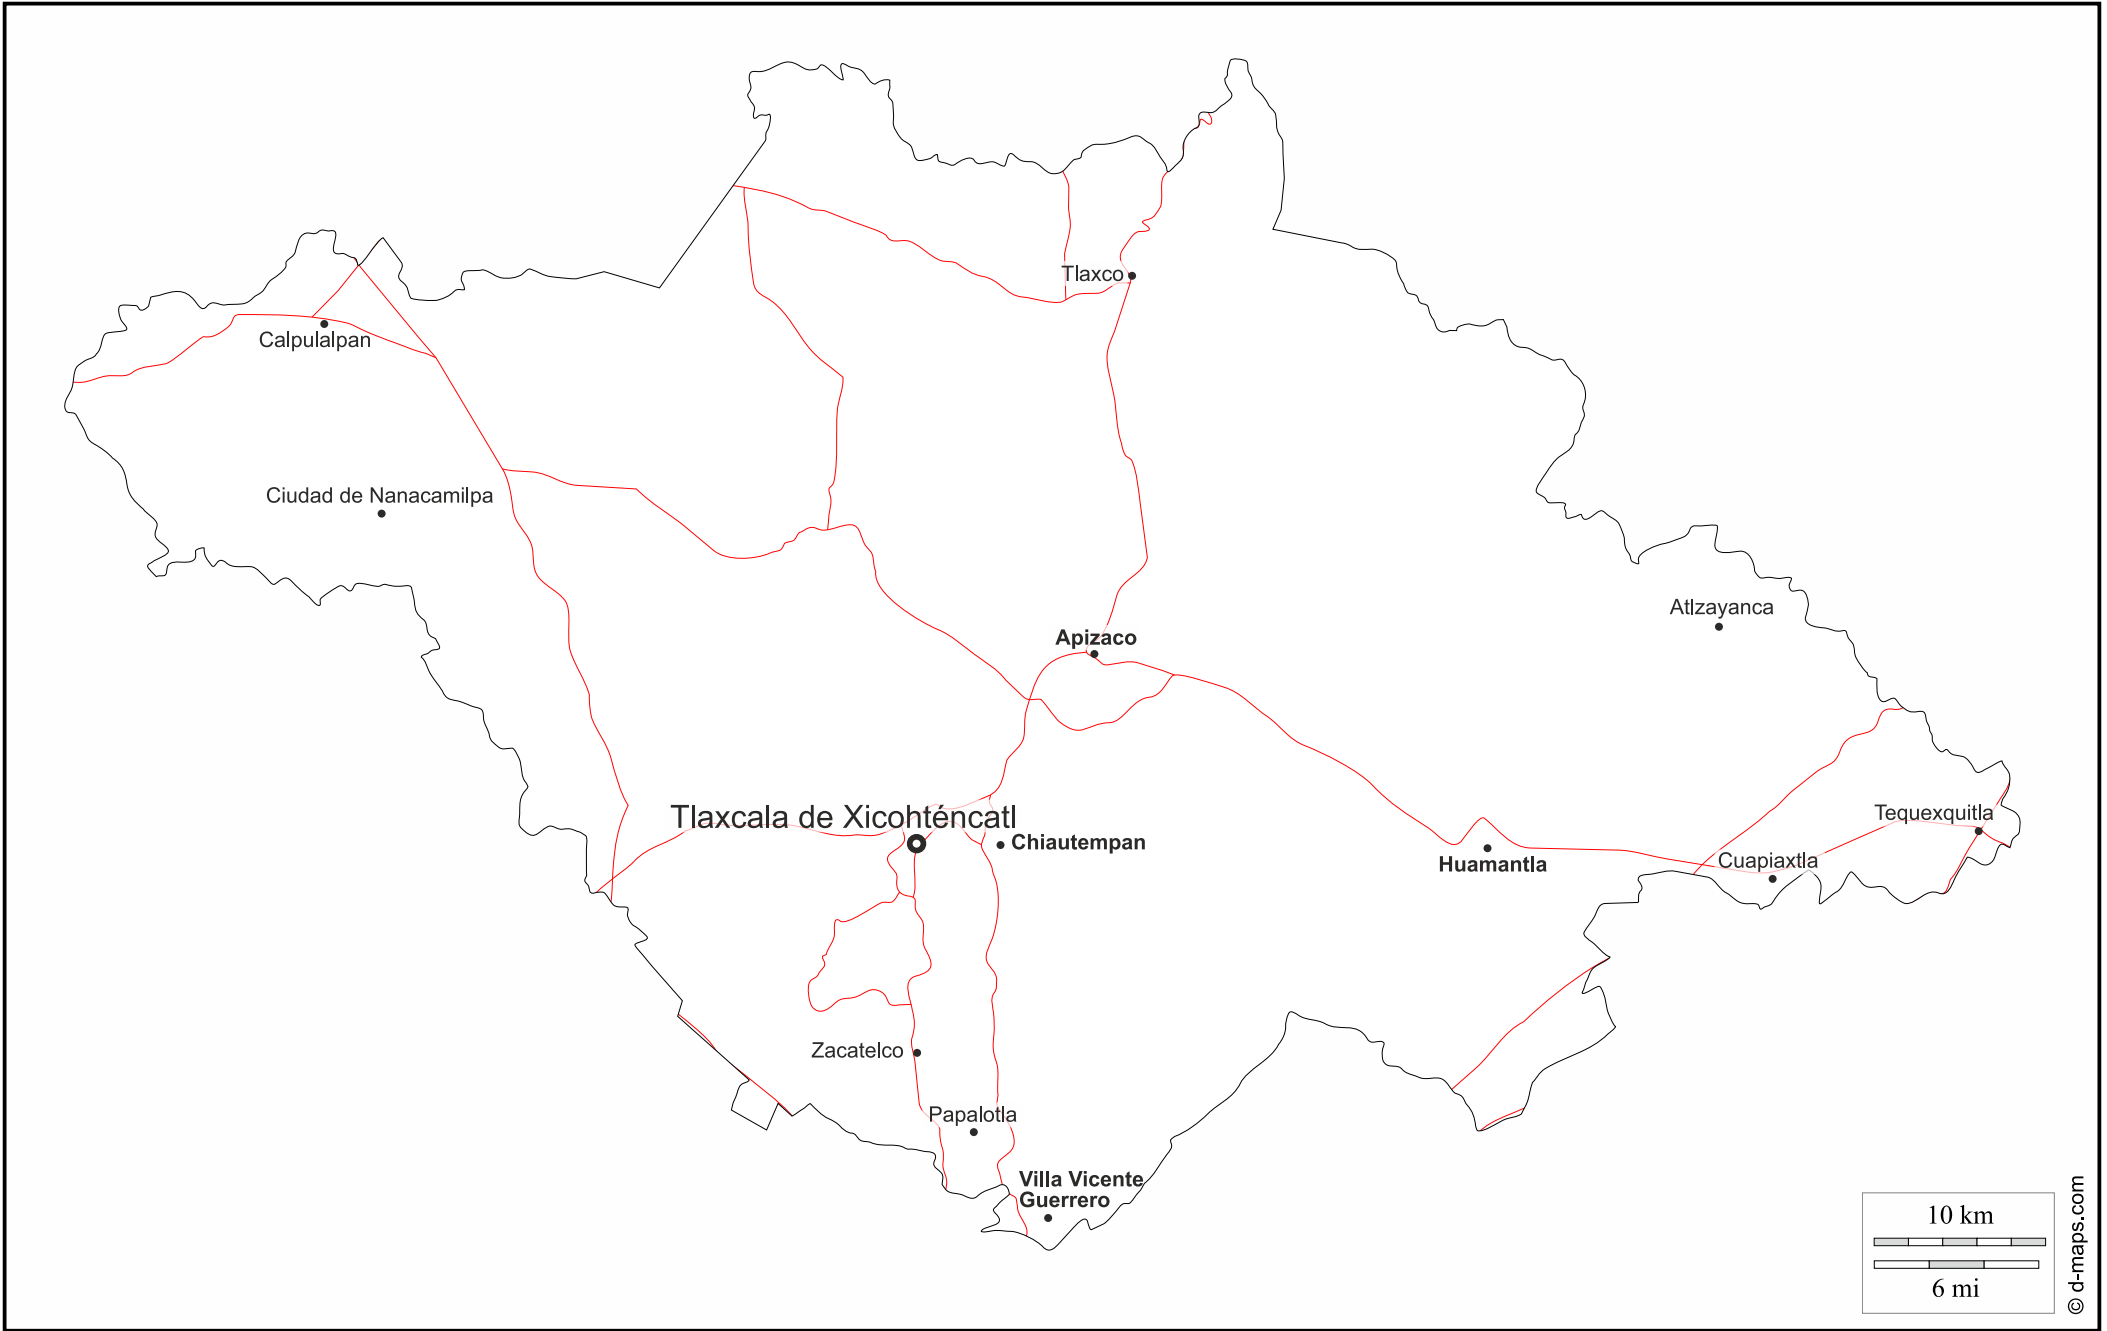 Tlaxco
Calpulalpan
Ciudad de Nanacamilpa
Atlzayanca
Apizaco
Tlaxcala de Xicohténcatl
Tequexquitla
Chiautempan
Huamantla
Cuapiaxtla
Zacatelco
Papalotla
Villa Vicente
Guerrero
10 km
6 mi
© d-maps.com